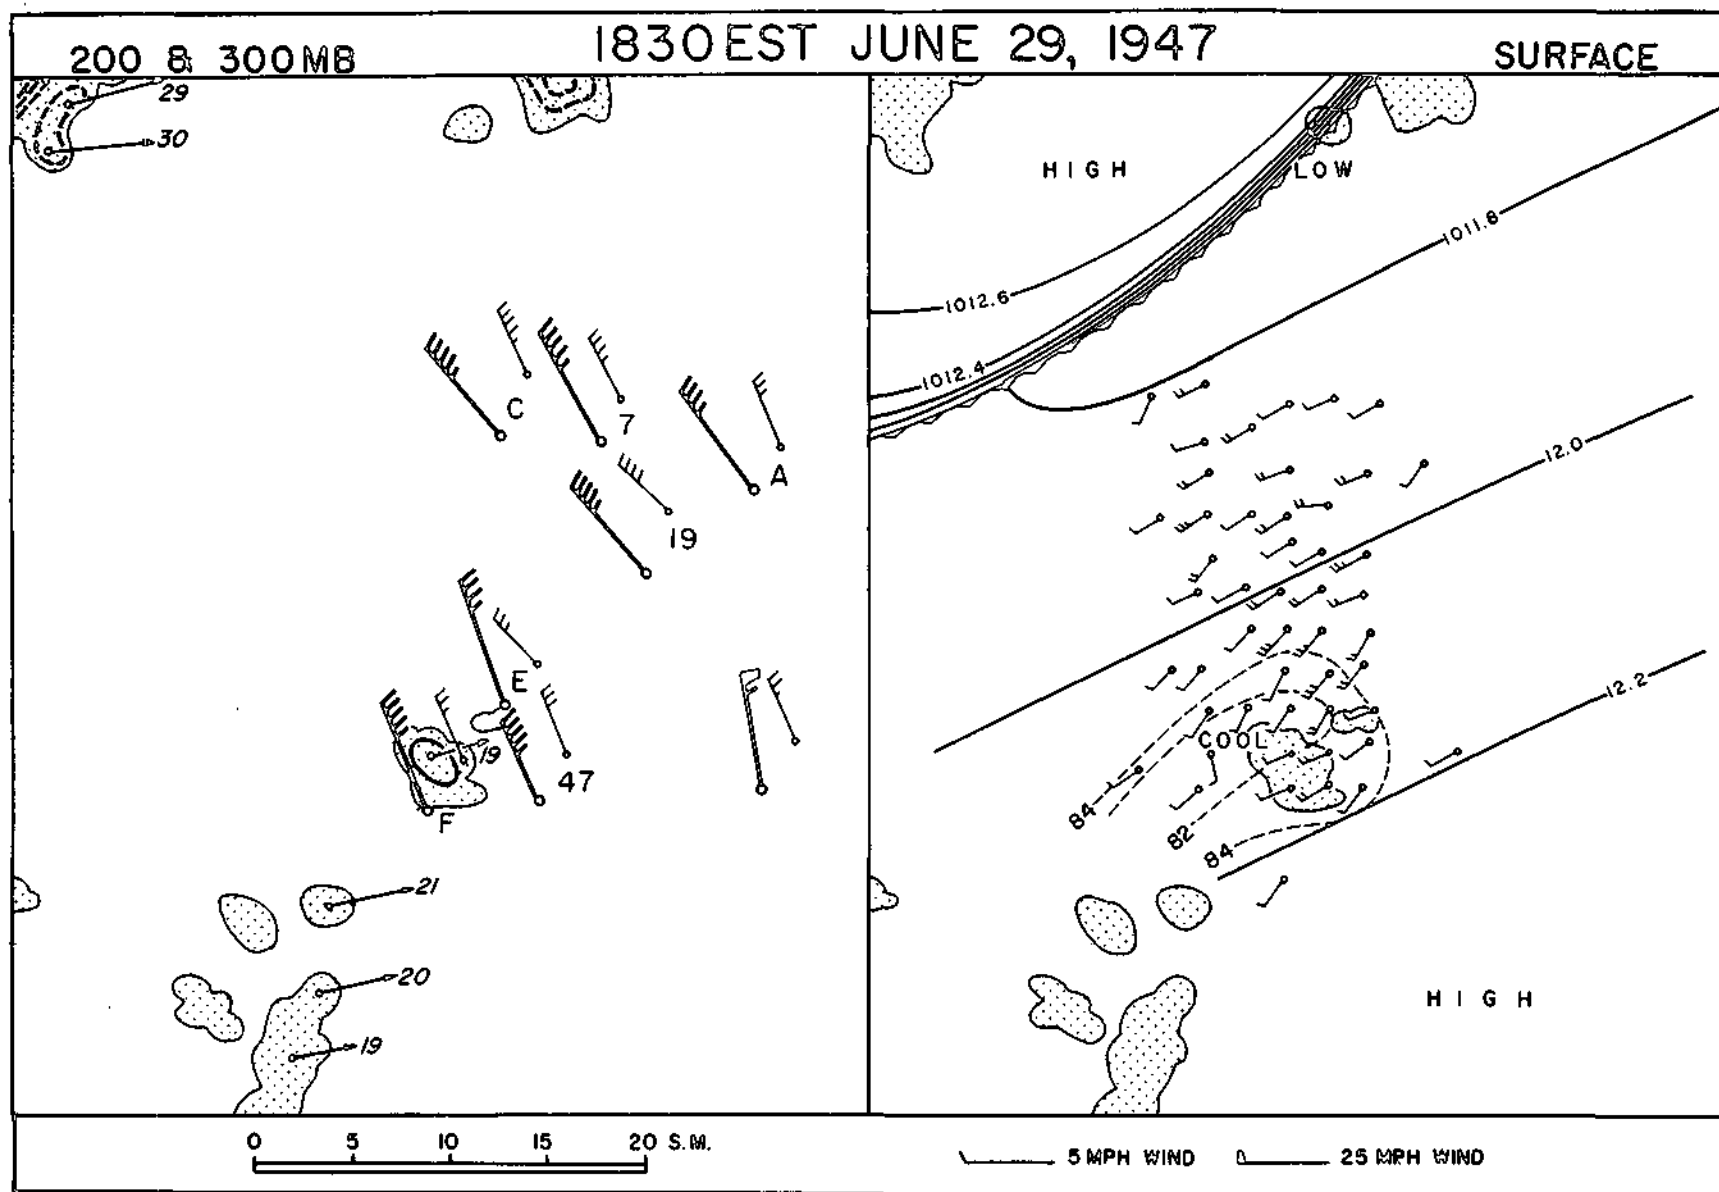 200 & 300 MB
1830 EST JUNE 29, 1947
SURFACE
29
30
C
7
A
19
E
19
47
F
21
20
19
HIGH
LOW
1011.8
1012.6
1012.4
12.0
12.2
COOL
84
82
84
HIGH
0 5 10 15 20 S.M.
5 MPH WIND
25 MPH WIND